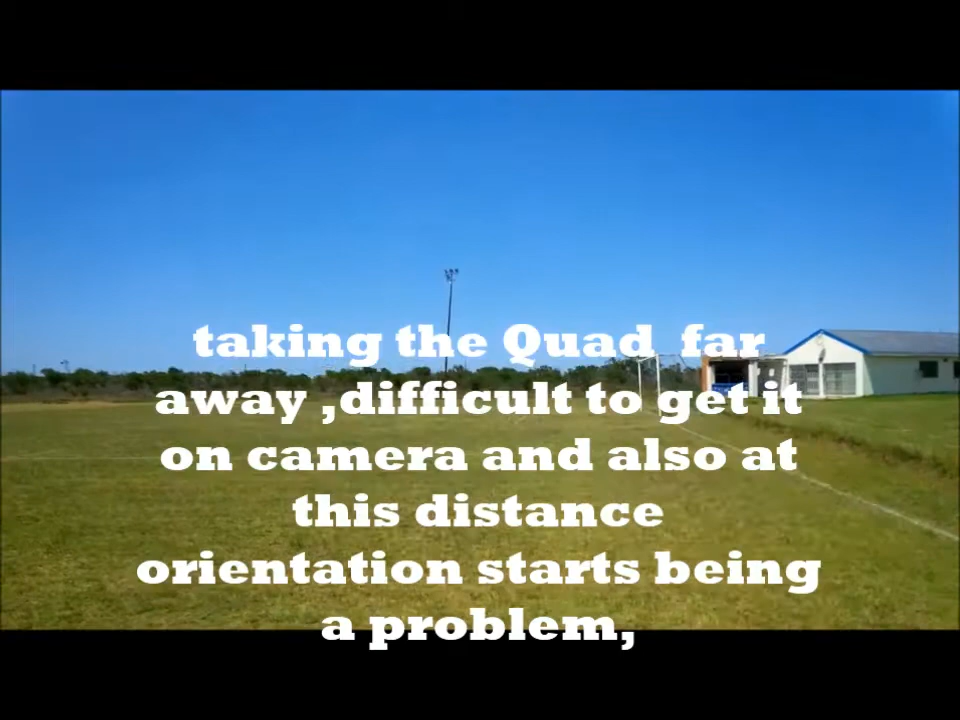 taking the Quad  far
away ,difficult to get it
on camera and also at
this distance
orientation starts being
a problem,